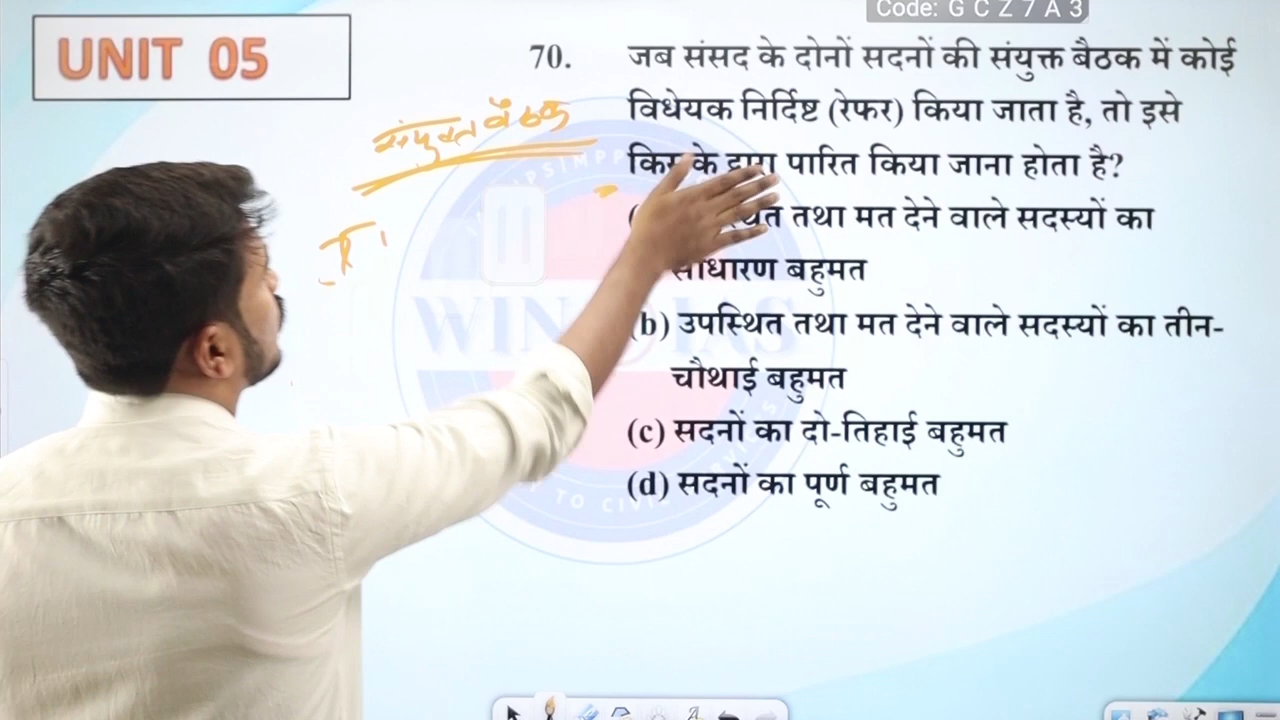 Code: G C Z 7 A 3
UNIT 05
संयुक्त बैठक
70. जब संसद के दोनों सदनों की संयुक्त बैठक में कोई
विधेयक निर्दिष्ट (रेफर) किया जाता है, तो इसे
के द्वारा पारित किया जाना होता है?
तथा मत देने वाले सदस्यों का
साधारण बहुमत
(b) उपस्थित तथा मत देने वाले सदस्यों का तीन-
चौथाई बहुमत
(c) सदनों का दो-तिहाई बहुमत
(d) सदनों का पूर्ण बहुमत